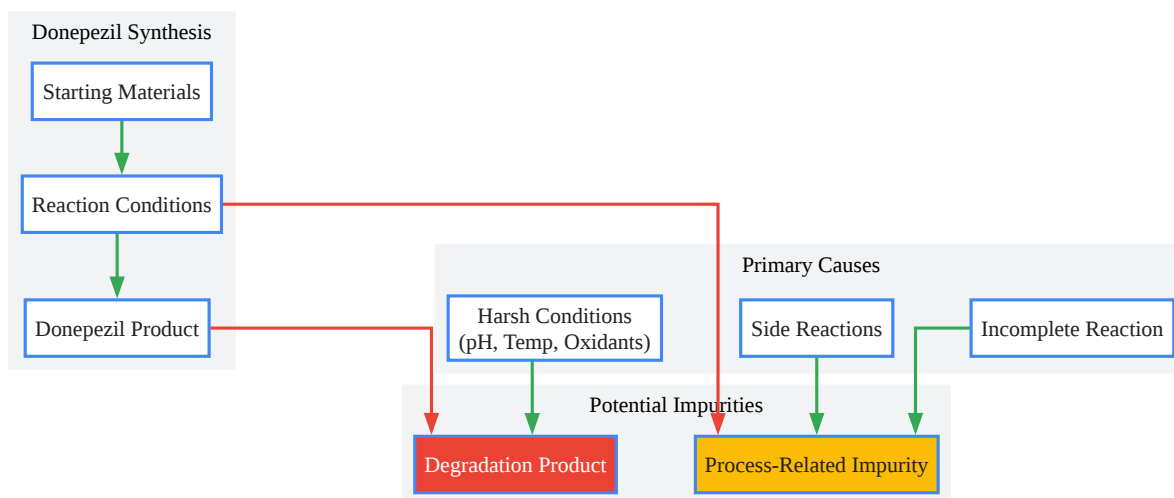 Donepezil Synthesis
Starting Materials
Reaction Conditions
Donepezil Product
Primary Causes
Harsh Conditions
(pH, Temp, Oxidants)
Side Reactions
Incomplete Reaction
Potential Impurities
Degradation Product
Process-Related Impurity